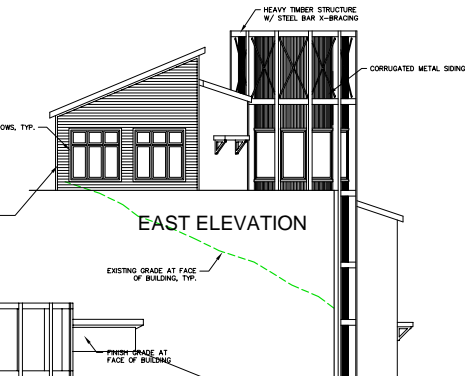 HEAVY TIMBER STRUCTURE
W/ STEEL BAR X-BRACING
CORRUGATED METAL SIDING
OWS, TYP.
EAST ELEVATION
EXISTING GRADE AT FACE
OF BUILDING, TYP.
FINISH GRADE AT
FACE OF BUILDING